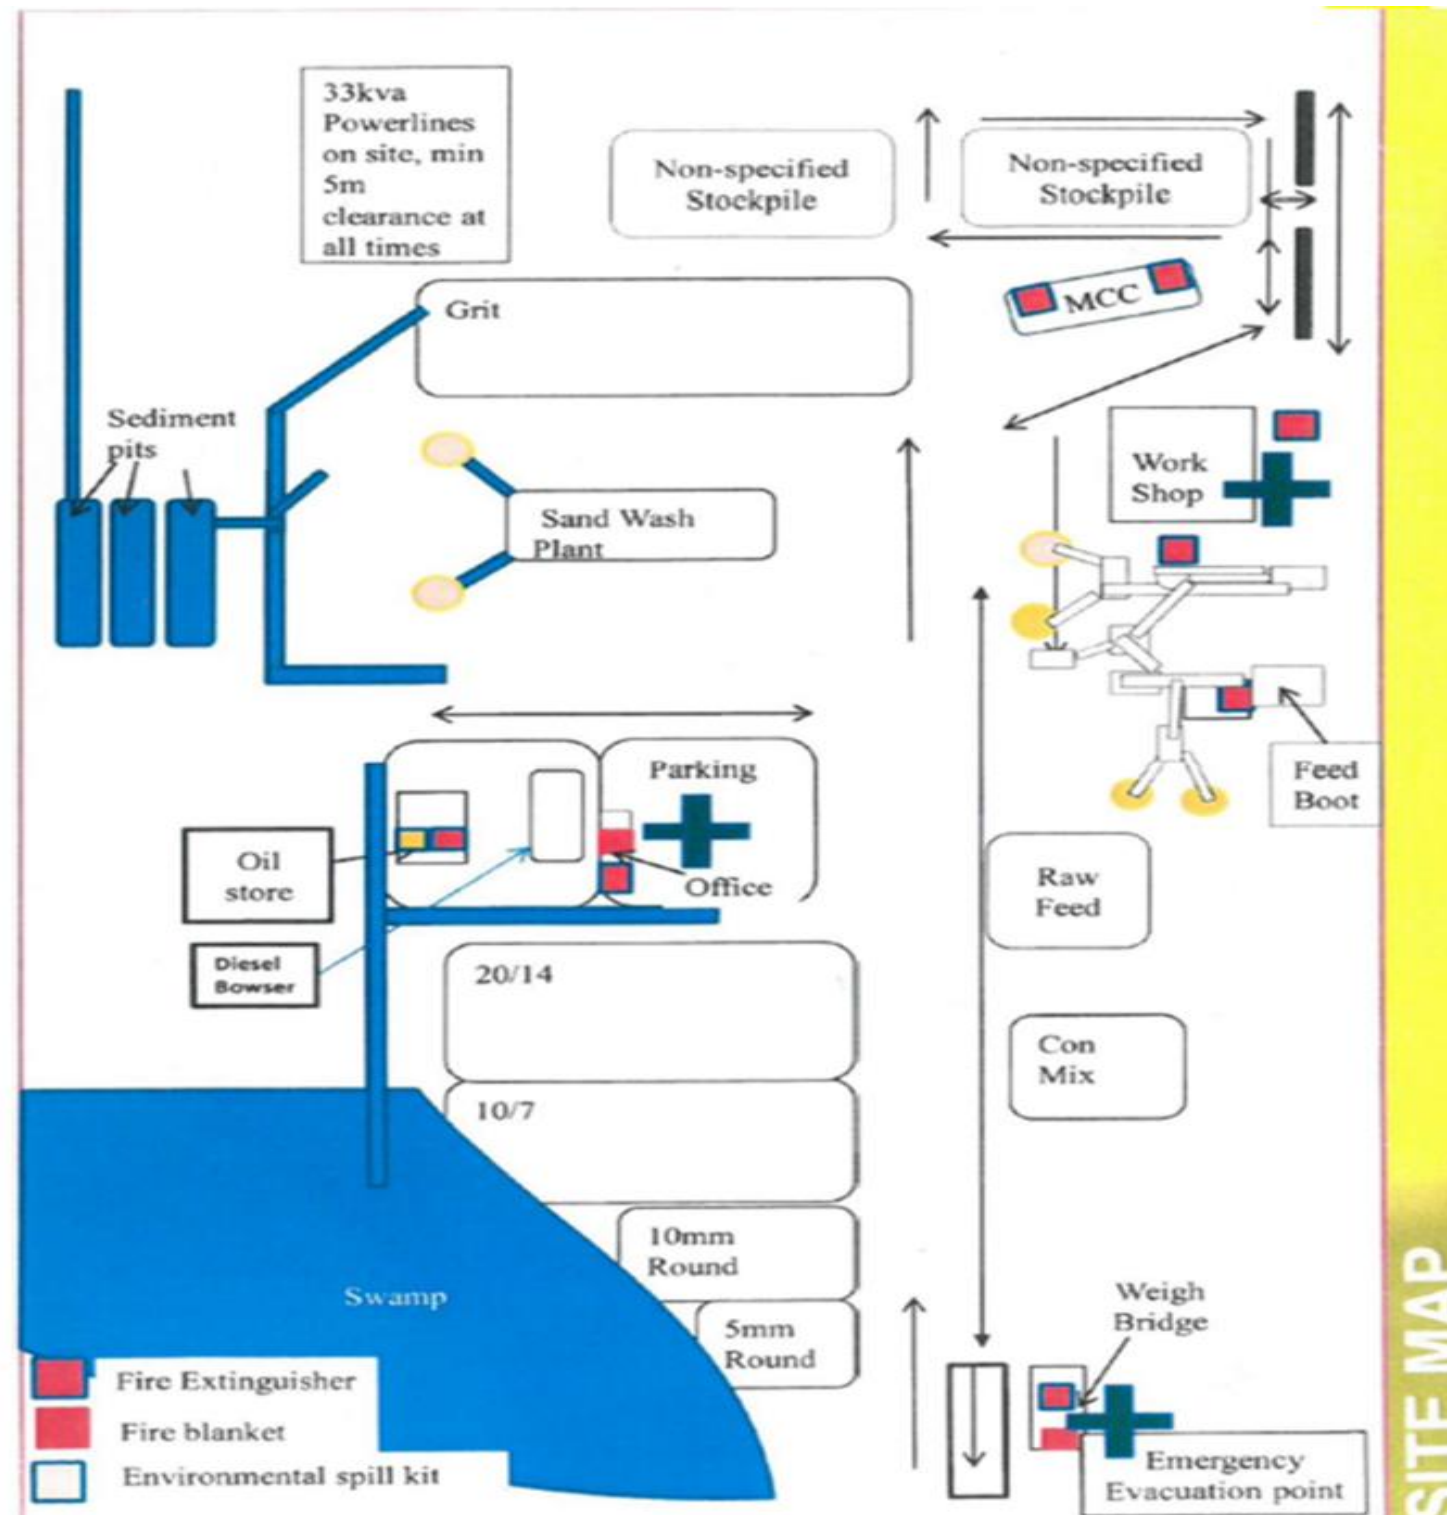 33kva
Powerlines
on site, min
5m
clearance at
all times
Non-specified
Stockpile
Non-specified
Stockpile
MCC
Grit
Sediment
pits
Work
Shop
Sand Wash
Plant
Parking
Feed
Boot
Oil
store
Office
Raw
Feed
Diesel
Bowser
20/14
Con
Mix
10/7
10mm
Round
Swamp
5mm
Round
Weigh
Bridge
Fire Extinguisher
Fire blanket
Environmental spill kit
Emergency
Evacuation point
SITE MAP